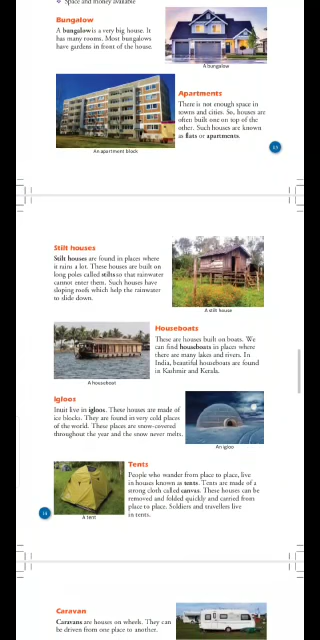 ❖ Space and money available
Bungalow
A bungalow is a very big house. It
has many rooms. Most bungalows
have gardens in front of the house.
A bungalow
Apartments
There is not enough space in
towns and cities. So, houses are
often built one on top of the
other. Such houses are known
as flats or apartments.
An apartment block
13
Stilt houses
Stilt houses are found in places where
it rains a lot. These houses are built on
long poles called stilts so that rainwater
cannot enter them. Such houses have
sloping roofs which help the rainwater
to slide down.
A stilt house
Houseboats
These are houses built on boats. We
can find houseboats in places where
there are many lakes and rivers. In
India, beautiful houseboats are found
in Kashmir and Kerala.
A houseboat
Igloos
Inuit live in igloos. These houses are made of
ice blocks. They are found in very cold places
of the world. These places are snow-covered
throughout the year and the snow never melts.
An igloo
Tents
People who wander from place to place, live
in houses known as tents. Tents are made of a
strong cloth called canvas. These houses can be
removed and folded quickly and carried from
place to place. Soldiers and travellers live
in tents.
14
A tent
Caravan
Caravans are houses on wheels. They can
be driven from one place to another.